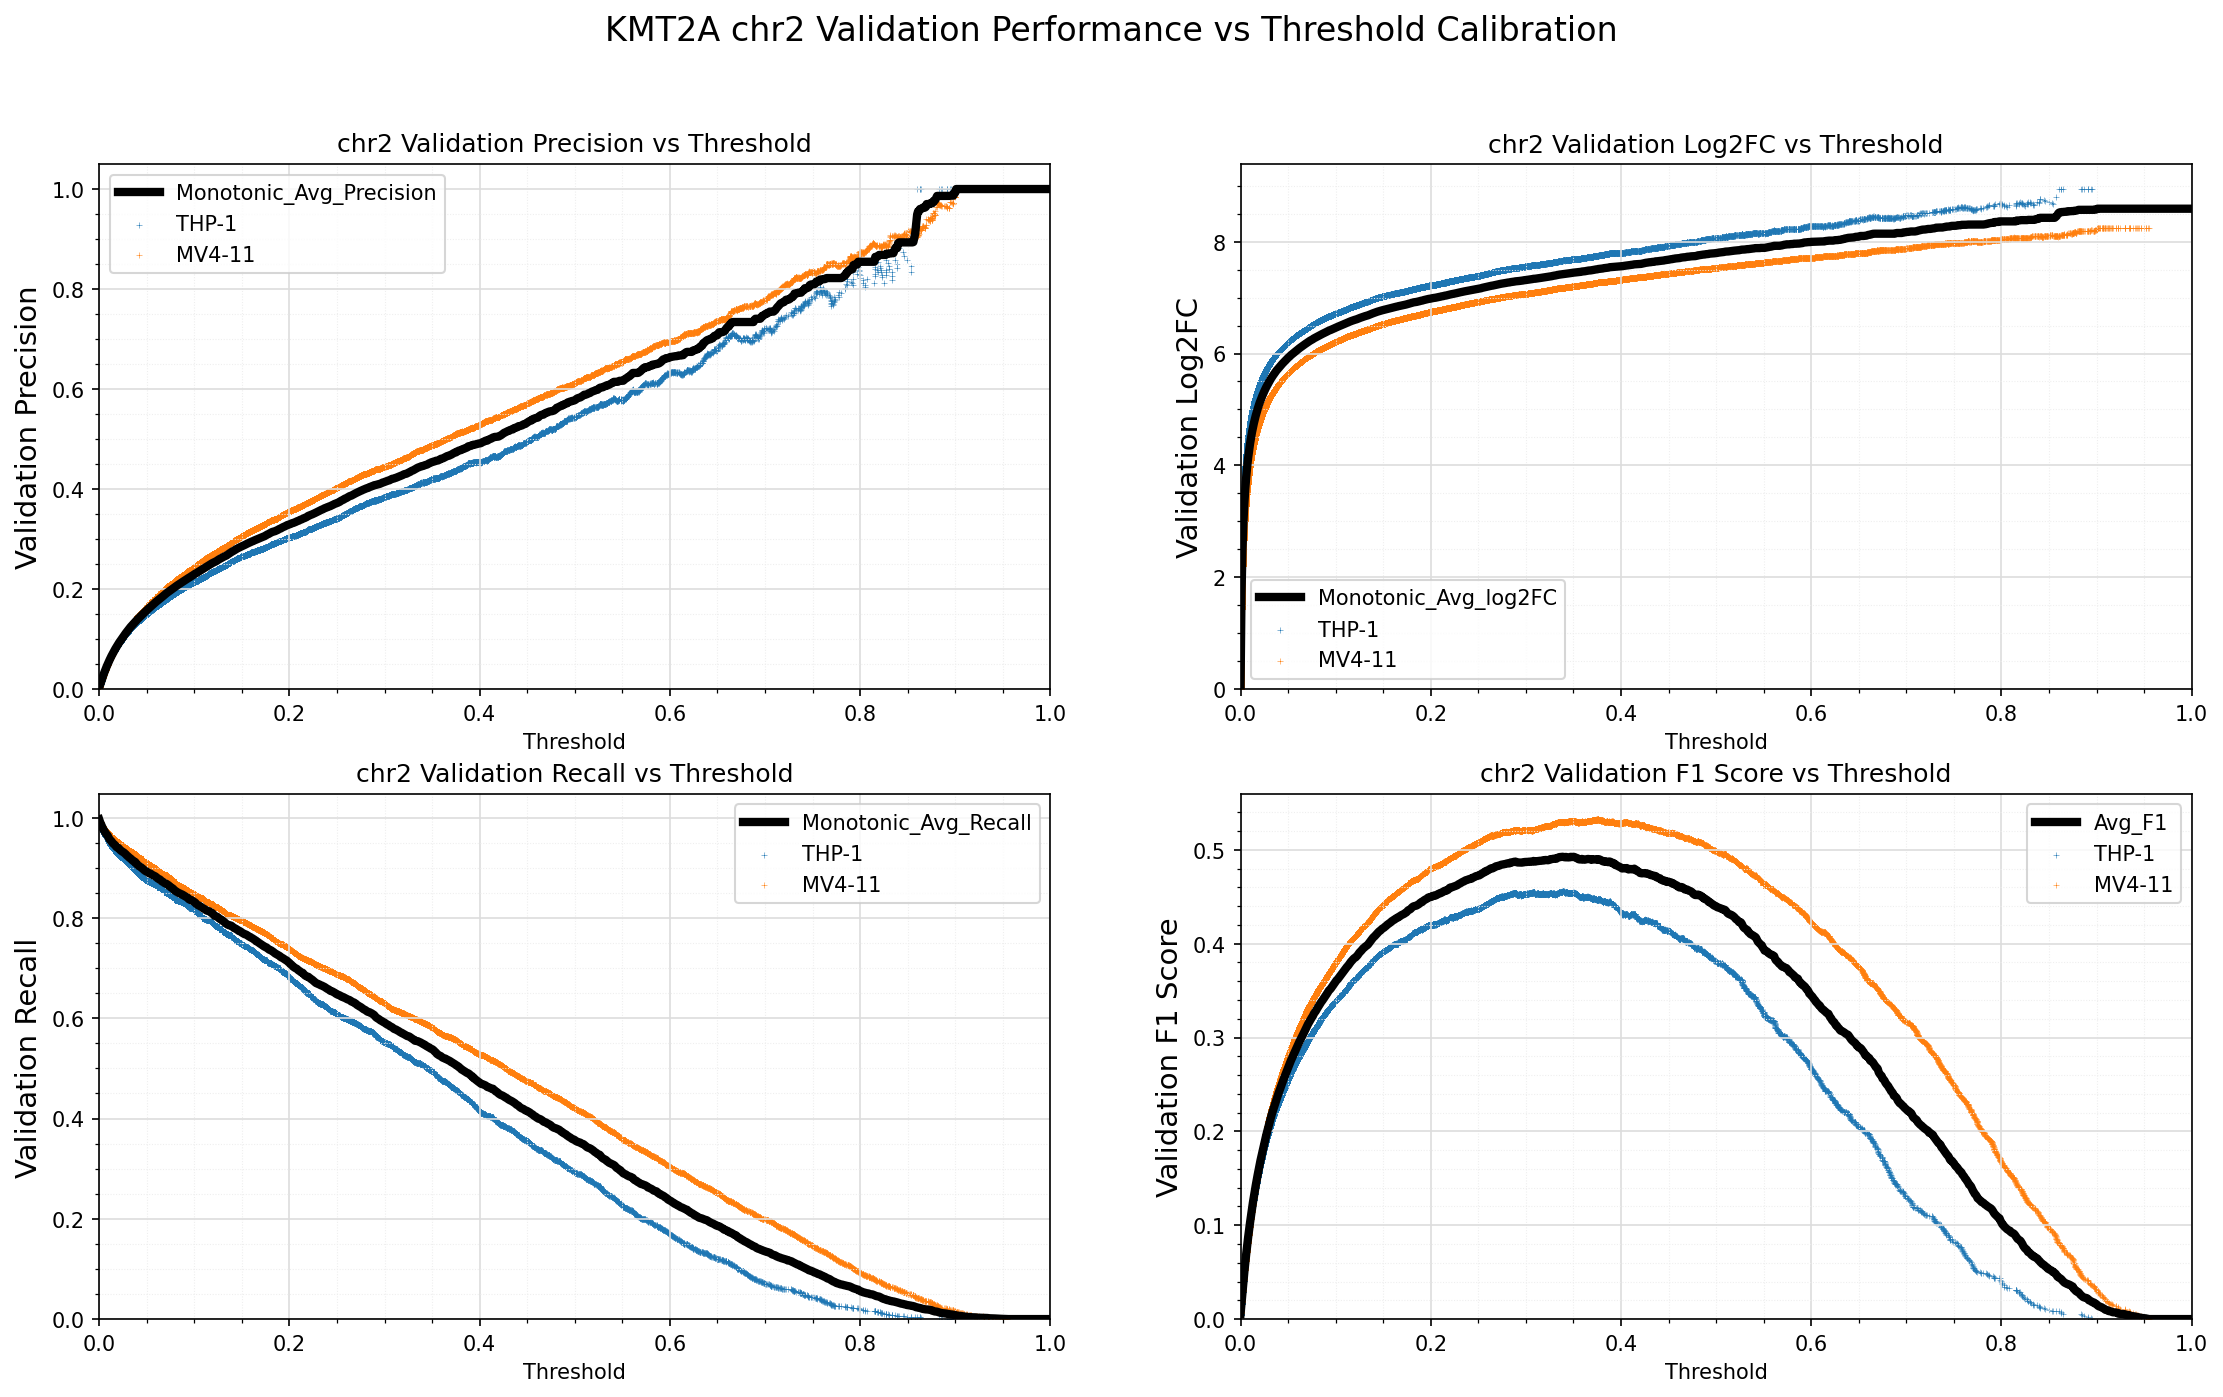 KMT2A chr2 Validation Performance vs Threshold Calibration
chr2 Validation Precision vs Threshold
Validation Precision
1.0
0.8
0.6
0.4
0.2
0.0
Monotonic_Avg_Precision
THP-1
MV4-11
0.0 0.2 0.4 0.6 0.8 1.0
Threshold
chr2 Validation Log2FC vs Threshold
Validation Log2FC
8
6
4
2
0
Monotonic_Avg_log2FC
THP-1
MV4-11
0.0 0.2 0.4 0.6 0.8 1.0
Threshold
chr2 Validation Recall vs Threshold
Validation Recall
1.0
0.8
0.6
0.4
0.2
0.0
Monotonic_Avg_Recall
THP-1
MV4-11
0.0 0.2 0.4 0.6 0.8 1.0
Threshold
chr2 Validation F1 Score vs Threshold
Validation F1 Score
0.5
0.4
0.3
0.2
0.1
0.0
Avg_F1
THP-1
MV4-11
0.0 0.2 0.4 0.6 0.8 1.0
Threshold